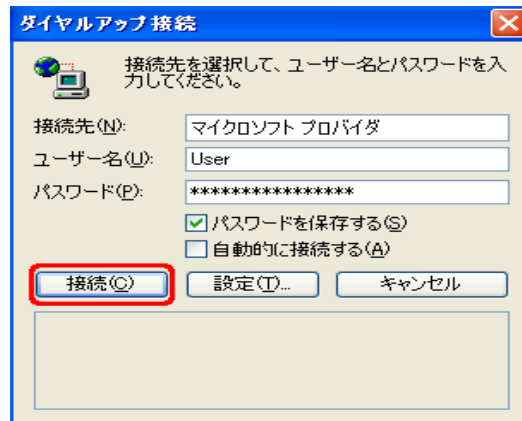 ダイヤルアップ接続
接続先を選択して、ユーザー名とパスワードを入
力してください。
接続先(N):
マイクロソフト プロバイダ
ユーザー名(U):
User
パスワード(P):
****************
パスワードを保存する(S)
自動的に接続する(A)
接続(C)
設定(T)...
キャンセル